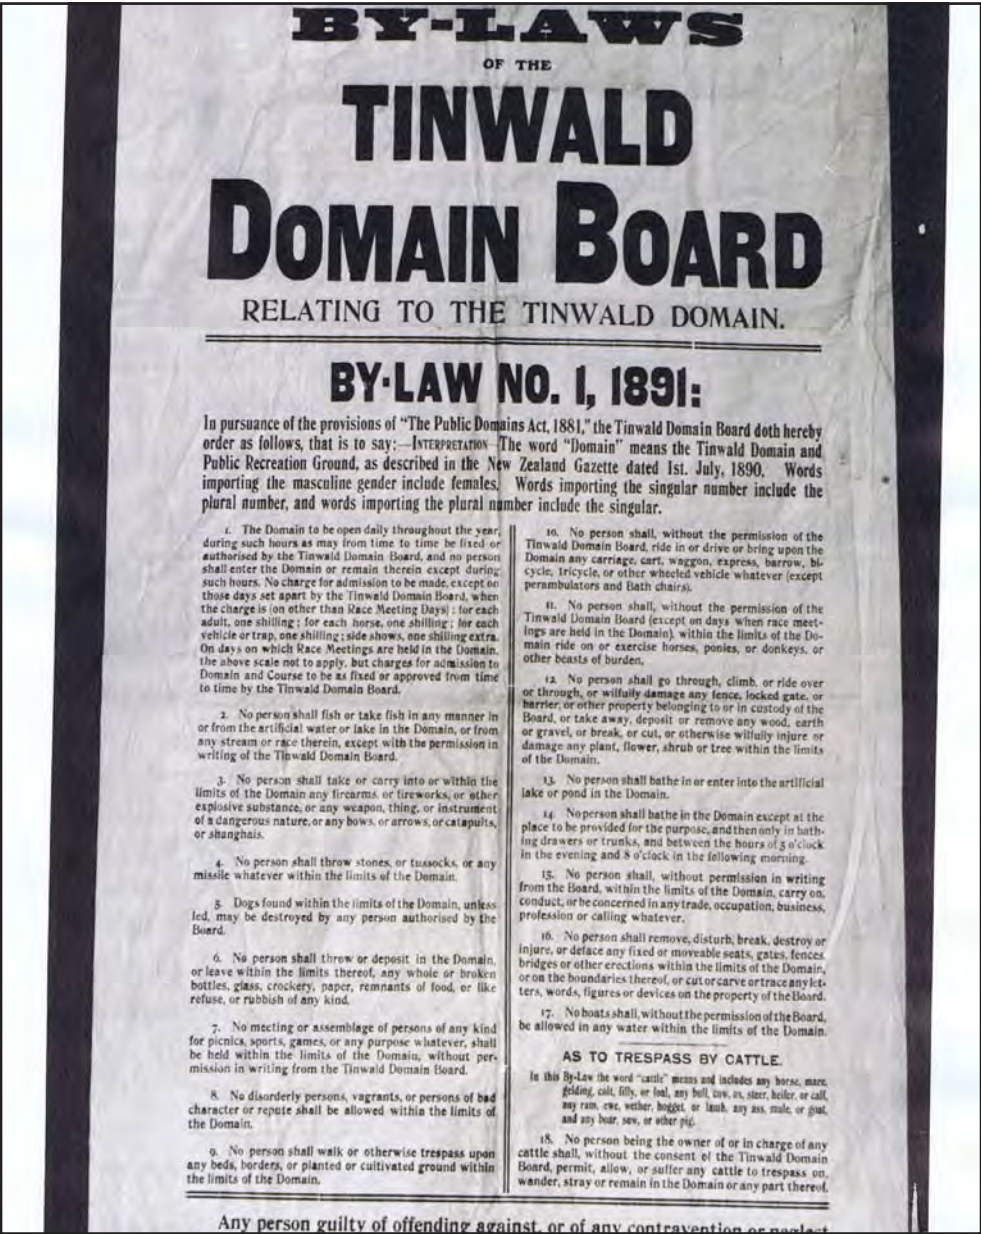 BY-LAWS
OF THE
TINWALD
DOMAIN BOARD
RELATING TO THE TINWALD DOMAIN.
BY-LAW NO. 1, 1891:
In pursuance of the provisions of "The Public Domains Act, 1881," the Tinwald Domain Board doth hereby
order as follows, that is to say:—INTERPRETATION—The word "Domain" means the Tinwald Domain and
Public Recreation Ground, as described in the New Zealand Gazette dated 1st. July, 1890. Words
importing the masculine gender include females. Words importing the singular number include the
plural number, and words importing the plural number include the singular.
1. The Domain to be open daily throughout the year,
during such hours as may from time to time be fixed or
authorised by the Tinwald Domain Board, and no person
shall enter the Domain or remain therein except during
such hours. No charge for admission to be made, except on
those days set apart by the Tinwald Domain Board, when
the charge is (on other than Race Meeting Days): for each
adult, one shilling; for each horse, one shilling; for each
vehicle or trap, one shilling; side shows, one shilling extra.
On days on which Race Meetings are held in the Domain,
the above scale not to apply, but charges for admission to
Domain and Course to be as fixed or approved from time
to time by the Tinwald Domain Board.
2. No person shall fish or take fish in any manner in
or from the artificial water or lake in the Domain, or from
any stream or race therein, except with the permission in
writing of the Tinwald Domain Board.
3. No person shall take or carry into or within the
limits of the Domain any firearms, or fireworks, or other
explosive substance, or any weapon, thing, or instrument
of a dangerous nature, or any bows, or arrows, or catapults,
or shanghais.
4. No person shall throw stones, or tussocks, or any
missile whatever within the limits of the Domain.
5. Dogs found within the limits of the Domain, unless
led, may be destroyed by any person authorised by the
Board.
6. No person shall throw or deposit in the Domain,
or leave within the limits thereof, any whole or broken
bottles, glass, crockery, paper, remnants of food, or like
refuse, or rubbish of any kind.
7. No meeting or assemblage of persons of any kind
for picnics, sports, games, or any purpose whatever, shall
be held within the limits of the Domain, without per-
mission in writing from the Tinwald Domain Board.
8. No disorderly persons, vagrants, or persons of bad
character or repute shall be allowed within the limits of
the Domain.
9. No person shall walk or otherwise trespass upon
any beds, borders, or planted or cultivated ground within
the limits of the Domain.
10. No person shall, without the permission of the
Tinwald Domain Board, ride in or drive or bring upon the
Domain any carriage, cart, waggon, express, barrow, bi-
cycle, tricycle, or other wheeled vehicle whatever (except
perambulators and Bath chairs).
11. No person shall, without the permission of the
Tinwald Domain Board (except on days when race meet-
ings are held in the Domain), within the limits of the Do-
main ride on or exercise horses, ponies, or donkeys, or
other beasts of burden.
12. No person shall go through, climb, or ride over
or through, or wilfully damage any fence, locked gate, or
barrier, or other property belonging to or in custody of the
Board, or take away, deposit or remove any wood, earth
or gravel, or break, or cut, or otherwise wilfully injure or
damage any plant, flower, shrub or tree within the limits
of the Domain.
13. No person shall bathe in or enter into the artificial
lake or pond in the Domain.
14. No person shall bathe in the Domain except at the
place to be provided for the purpose, and then only in bath-
ing drawers or trunks, and between the hours of 5 o'clock
in the evening and 8 o'clock in the following morning.
15. No person shall, without permission in writing
from the Board, within the limits of the Domain, carry on,
conduct, or be concerned in any trade, occupation, business,
profession or calling whatever.
16. No person shall remove, disturb, break, destroy or
injure, or deface any fixed or moveable seats, gates, fences
bridges or other erections within the limits of the Domain,
or on the boundaries thereof, or cut or carve or trace any let-
ters, words, figures or devices on the property of the Board.
17. No boats shall, without the permission of the Board,
be allowed in any water within the limits of the Domain.
AS TO TRESPASS BY CATTLE.
In this By-Law the word "cattle" means and includes any horse, mare,
gelding, colt, filly, or foal, any bull, cow, ox, steer, heifer, or calf,
any ram, ewe, wether, hogget, or lamb, any ass, mule, or goat,
and any boar, sow, or other pig.
18. No person being the owner of or in charge of any
cattle shall, without the consent of the Tinwald Domain
Board, permit, allow, or suffer any cattle to trespass on,
wander, stray or remain in the Domain or any part thereof.
Any person guilty of offending against, or of any contravention or neglect